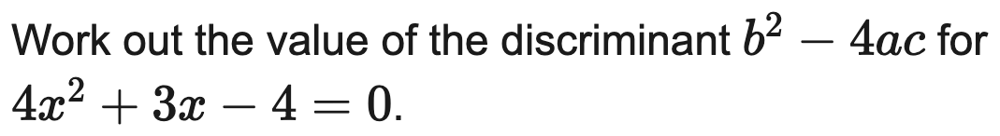 Work out the value of the discriminant b² − 4ac for
4x² + 3x − 4 = 0.